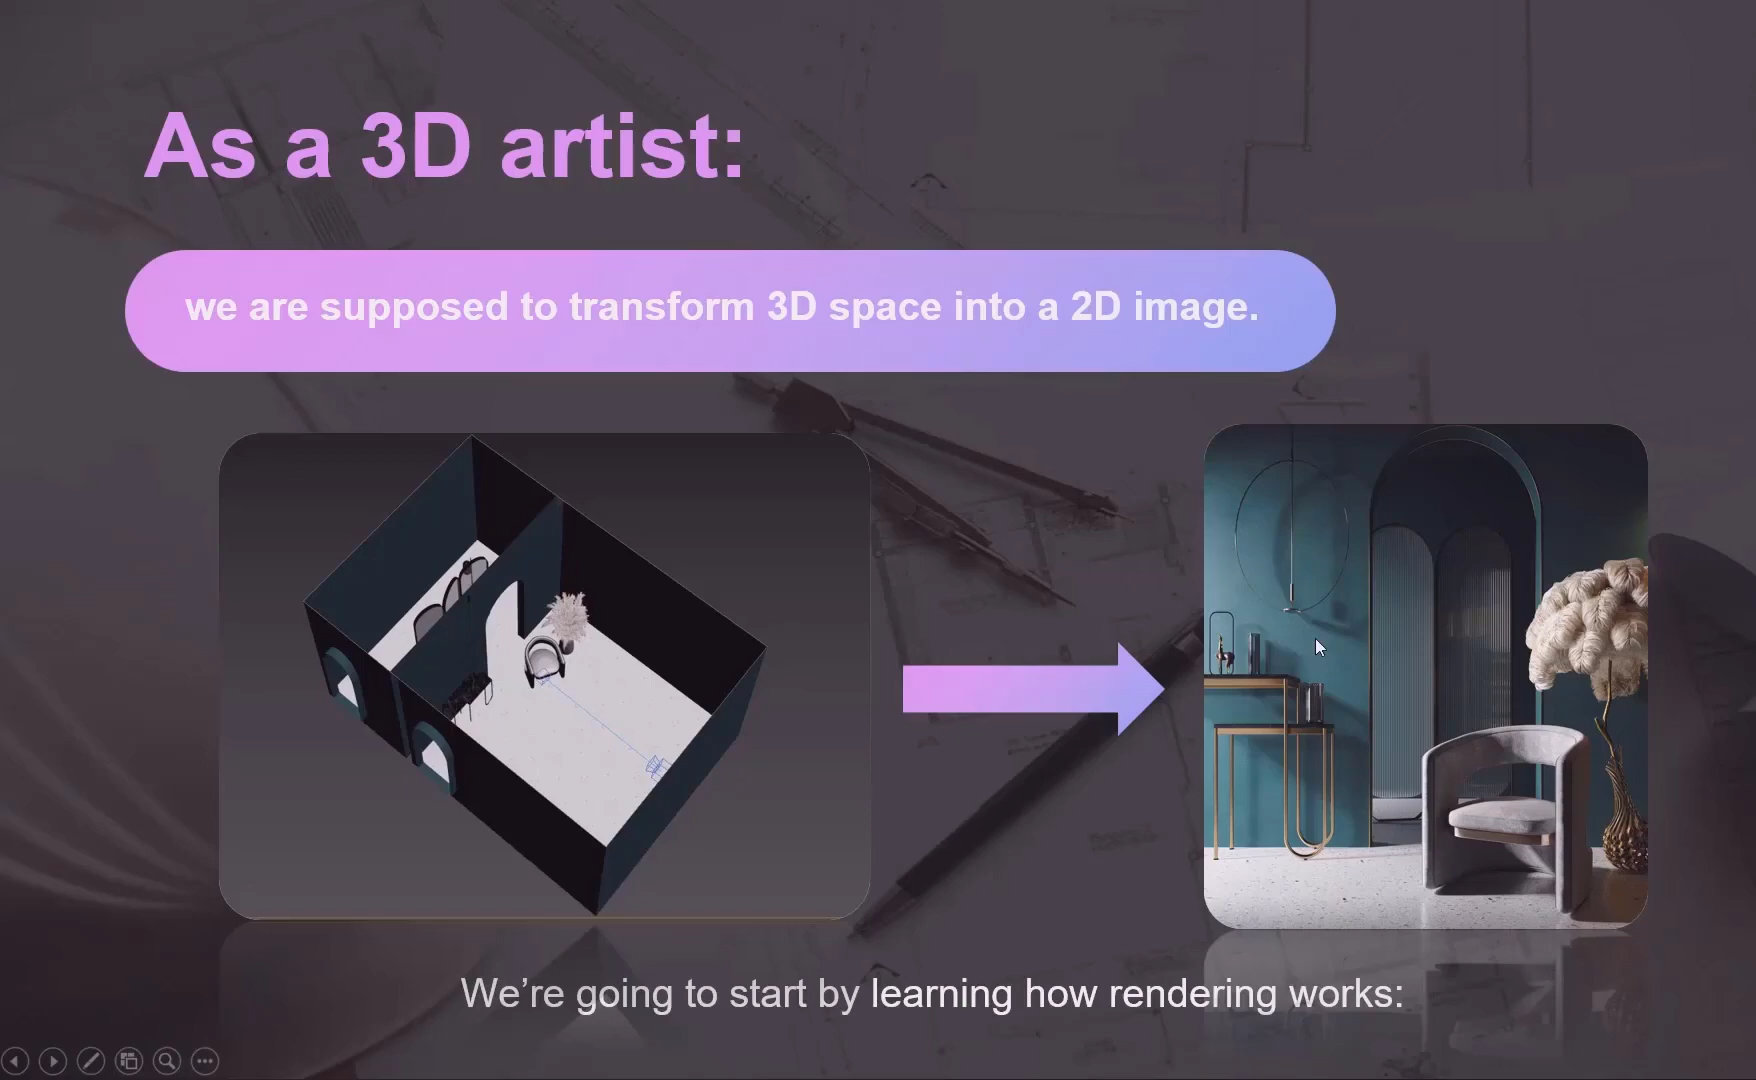 As a 3D artist:
we are supposed to transform 3D space into a 2D image.
We’re going to start by learning how rendering works: